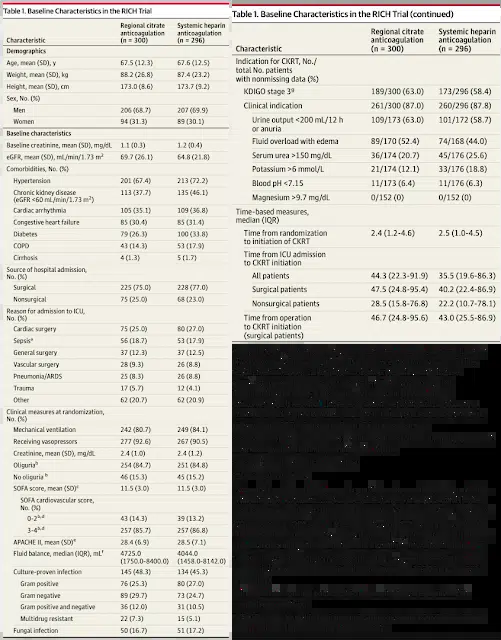 Table 1. Baseline Characteristics in the RICH Trial
Characteristic
Regional citrate
anticoagulation
(n = 300)
Systemic heparin
anticoagulation
(n = 296)
Demographics
Age, mean (SD), y 67.5 (12.3) 67.6 (12.5)
Weight, mean (SD), kg 88.2 (26.8) 87.4 (23.2)
Height, mean (SD), cm 173.0 (8.6) 173.7 (9.2)
Sex, No. (%)
Men 206 (68.7) 207 (69.9)
Women 94 (31.3) 89 (30.1)
Baseline characteristics
Baseline creatinine, mean (SD), mg/dL 1.1 (0.3) 1.2 (0.4)
eGFR, mean (SD), mL/min/1.73 m² 69.7 (26.1) 64.8 (21.8)
Comorbidities, No. (%)
Hypertension 201 (67.4) 213 (72.2)
Chronic kidney disease
(eGFR <60 mL/min/1.73 m²) 113 (37.7) 135 (46.1)
Cardiac arrhythmia 105 (35.1) 109 (36.8)
Congestive heart failure 85 (30.4) 85 (31.4)
Diabetes 79 (26.3) 100 (33.8)
COPD 43 (14.3) 53 (17.9)
Cirrhosis 4 (1.3) 5 (1.7)
Source of hospital admission,
No. (%)
Surgical 225 (75.0) 228 (77.0)
Nonsurgical 75 (25.0) 68 (23.0)
Reason for admission to ICU,
No. (%)
Cardiac surgery 75 (25.0) 80 (27.0)
Sepsisᵃ 56 (18.7) 53 (17.9)
General surgery 37 (12.3) 37 (12.5)
Vascular surgery 28 (9.3) 26 (8.8)
Pneumonia/ARDS 25 (8.3) 26 (8.8)
Trauma 17 (5.7) 12 (4.1)
Other 62 (20.7) 62 (20.9)
Clinical measures at randomization,
No. (%)
Mechanical ventilation 242 (80.7) 249 (84.1)
Receiving vasopressors 277 (92.6) 267 (90.5)
Creatinine, mean (SD), mg/dL 2.4 (1.0) 2.4 (1.2)
Oliguriaᵇ 254 (84.7) 251 (84.8)
No oliguria ᵇ 46 (15.3) 45 (15.2)
SOFA score, mean (SD)ᶜ 11.5 (3.0) 11.5 (3.0)
SOFA cardiovascular score,
No. (%)
0-2ᵇ,ᵈ 43 (14.3) 39 (13.2)
3-4ᵇ,ᵈ 257 (85.7) 257 (86.8)
APACHE II, mean (SD)ᵉ 28.4 (6.9) 28.5 (7.1)
Fluid balance, median (IQR), mLᶠ 4725.0 4044.0
(1750.0-8400.0) (1458.0-8142.0)
Culture-proven infection 145 (48.3) 134 (45.3)
Gram positive 76 (25.3) 80 (27.0)
Gram negative 89 (29.7) 73 (24.7)
Gram positive and negative 36 (12.0) 31 (10.5)
Multidrug resistant 22 (7.3) 15 (5.1)
Fungal infection 50 (16.7) 51 (17.2)
Table 1. Baseline Characteristics in the RICH Trial (continued)
Characteristic
Regional citrate
anticoagulation
(n = 300)
Systemic heparin
anticoagulation
(n = 296)
Indication for CKRT, No./
total No. patients
with nonmissing data (%)
KDIGO stage 3ᵍ 189/300 (63.0) 173/296 (58.4)
Clinical indication 261/300 (87.0) 260/296 (87.8)
Urine output <200 mL/12 h
or anuria 109/173 (63.0) 101/172 (58.7)
Fluid overload with edema 89/170 (52.4) 74/168 (44.0)
Serum urea >150 mg/dL 36/174 (20.7) 45/176 (25.6)
Potassium >6 mmol/L 21/174 (12.1) 33/176 (18.8)
Blood pH <7.15 11/173 (6.4) 11/176 (6.3)
Magnesium >9.7 mg/dL 0/152 (0) 0/152 (0)
Time-based measures,
median (IQR)
Time from randomization
to initiation of CKRT 2.4 (1.2-4.6) 2.5 (1.0-4.5)
Time from ICU admission
to CKRT initiation
All patients 44.3 (22.3-91.9) 35.5 (19.6-86.3)
Surgical patients 47.5 (24.8-95.4) 40.2 (22.4-86.9)
Nonsurgical patients 28.5 (15.8-76.8) 22.2 (10.7-78.1)
Time from operation
to CKRT initiation
(surgical patients) 46.7 (24.8-95.6) 43.0 (25.5-86.9)